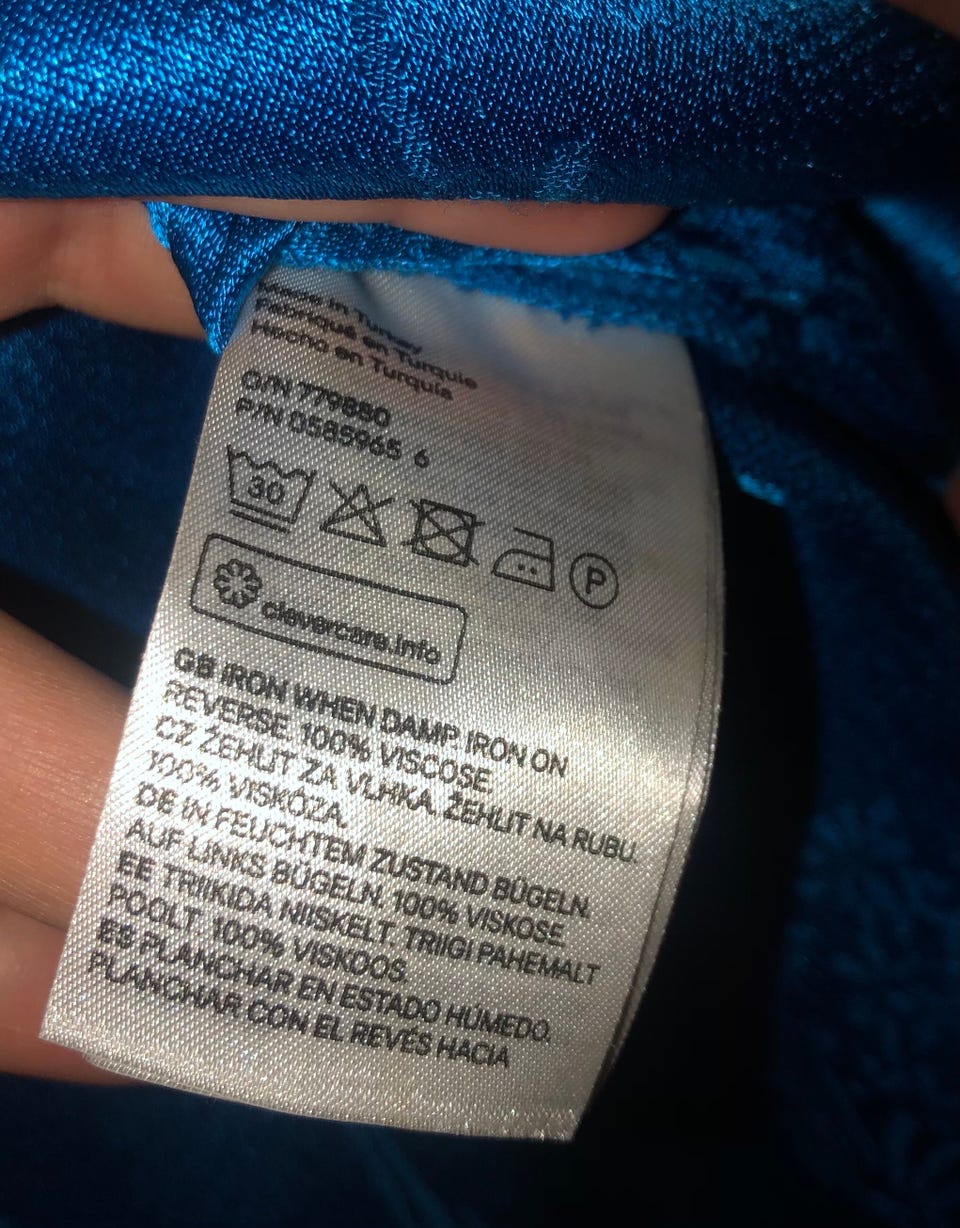 Made in Turkey
Fabriqué en Turquie
Hecho en Turquía
O/N 779880
P/N 0585965 6
30
P
clevercare.info
GB IRON WHEN DAMP. IRON ON
REVERSE. 100% VISCOSE
CZ ŽEHLIT ZA VLHKA. ŽEHLIT NA RUBU.
100% VISKÓZA.
DE IN FEUCHTEM ZUSTAND BÜGELN.
AUF LINKS BÜGELN. 100% VISKOSE
EE TRIIKIDA NIISKELT. TRIIGI PAHEMALT
POOLT. 100% VISKOOS.
ES PLANCHAR EN ESTADO HÚMEDO.
PLANCHAR CON EL REVÉS HACIA